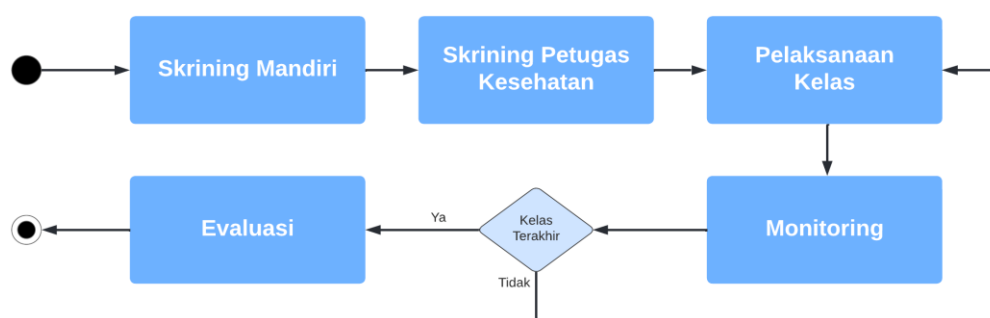 Skrining Mandiri
Skrining Petugas
Kesehatan
Pelaksanaan
Kelas
Evaluasi
Ya
Kelas
Terakhir
Monitoring
Tidak